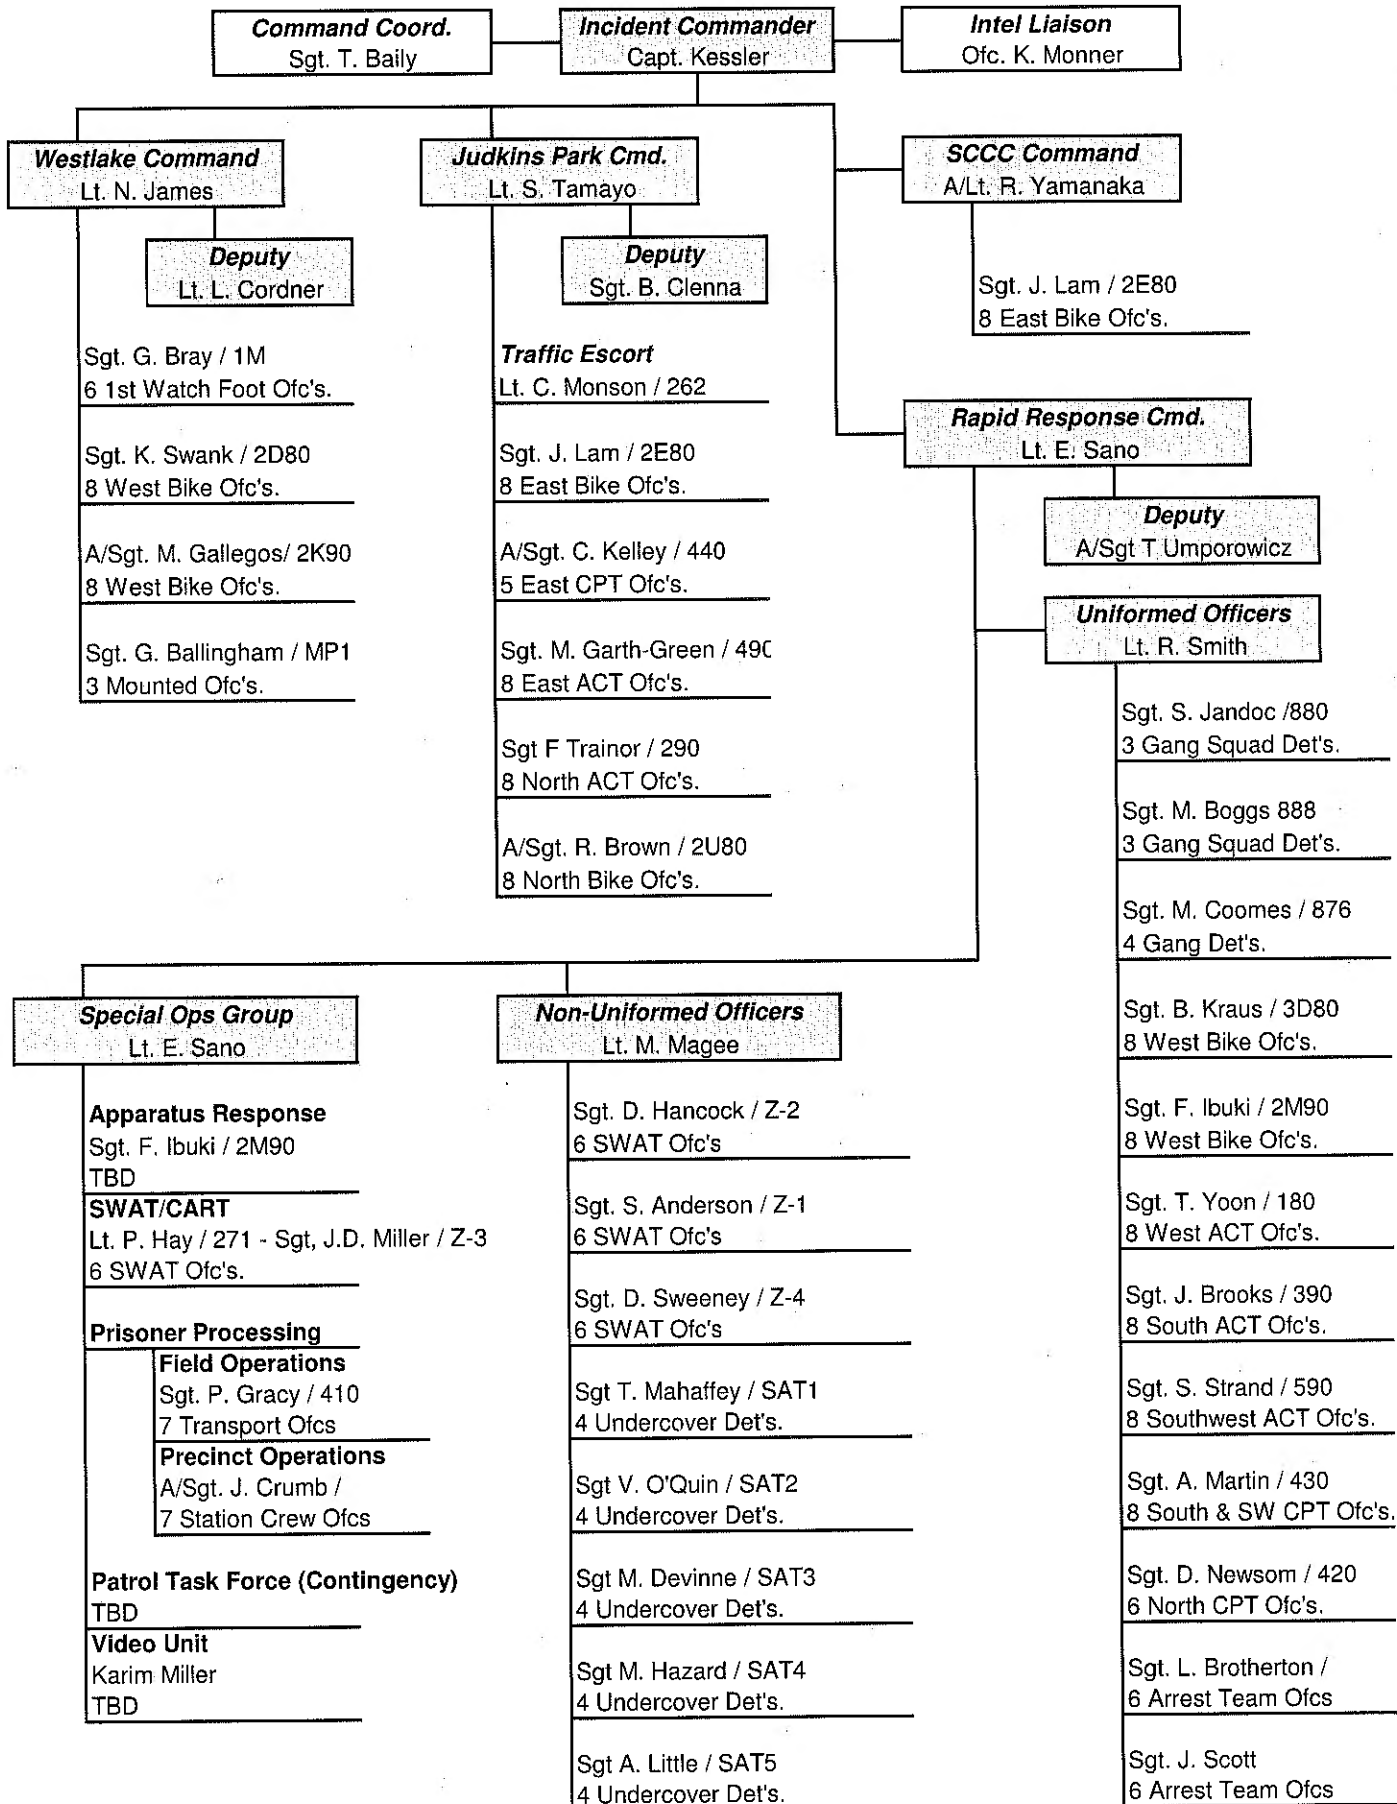 Command Coord.
Sgt. T. Baily
Incident Commander
Capt. Kessler
Intel Liaison
Ofc. K. Monner
Westlake Command
Lt. N. James
Deputy
Lt. L. Cordner
Sgt. G. Bray / 1M
6 1st Watch Foot Ofc's.
Sgt. K. Swank / 2D80
8 West Bike Ofc's.
A/Sgt. M. Gallegos/ 2K90
8 West Bike Ofc's.
Sgt. G. Ballingham / MP1
3 Mounted Ofc's.
Judkins Park Cmd.
Lt. S. Tamayo
Deputy
Sgt. B. Clenna
Traffic Escort
Lt. C. Monson / 262
Sgt. J. Lam / 2E80
8 East Bike Ofc's.
A/Sgt. C. Kelley / 440
5 East CPT Ofc's.
Sgt. M. Garth-Green / 490
8 East ACT Ofc's.
Sgt F Trainor / 290
8 North ACT Ofc's.
A/Sgt. R. Brown / 2U80
8 North Bike Ofc's.
SCCC Command
A/Lt. R. Yamanaka
Sgt. J. Lam / 2E80
8 East Bike Ofc's.
Rapid Response Cmd.
Lt. E. Sano
Deputy
A/Sgt T Umporowicz
Uniformed Officers
Lt. R. Smith
Sgt. S. Jandoc /880
3 Gang Squad Det's.
Sgt. M. Boggs 888
3 Gang Squad Det's.
Sgt. M. Coomes / 876
4 Gang Det's.
Sgt. B. Kraus / 3D80
8 West Bike Ofc's.
Sgt. F. Ibuki / 2M90
8 West Bike Ofc's.
Sgt. T. Yoon / 180
8 West ACT Ofc's.
Sgt. J. Brooks / 390
8 South ACT Ofc's.
Sgt. S. Strand / 590
8 Southwest ACT Ofc's.
Sgt. A. Martin / 430
8 South & SW CPT Ofc's.
Sgt. D. Newsom / 420
6 North CPT Ofc's.
Sgt. L. Brotherton /
6 Arrest Team Ofcs
Sgt. J. Scott
6 Arrest Team Ofcs
Special Ops Group
Lt. E. Sano
Apparatus Response
Sgt. F. Ibuki / 2M90
TBD
SWAT/CART
Lt. P. Hay / 271 - Sgt, J.D. Miller / Z-3
6 SWAT Ofc's.
Prisoner Processing
Field Operations
Sgt. P. Gracy / 410
7 Transport Ofcs
Precinct Operations
A/Sgt. J. Crumb /
7 Station Crew Ofcs
Patrol Task Force (Contingency)
TBD
Video Unit
Karim Miller
TBD
Non-Uniformed Officers
Lt. M. Magee
Sgt. D. Hancock / Z-2
6 SWAT Ofc's
Sgt. S. Anderson / Z-1
6 SWAT Ofc's
Sgt. D. Sweeney / Z-4
6 SWAT Ofc's
Sgt T. Mahaffey / SAT1
4 Undercover Det's.
Sgt V. O'Quin / SAT2
4 Undercover Det's.
Sgt M. Devinne / SAT3
4 Undercover Det's.
Sgt M. Hazard / SAT4
4 Undercover Det's.
Sgt A. Little / SAT5
4 Undercover Det's.